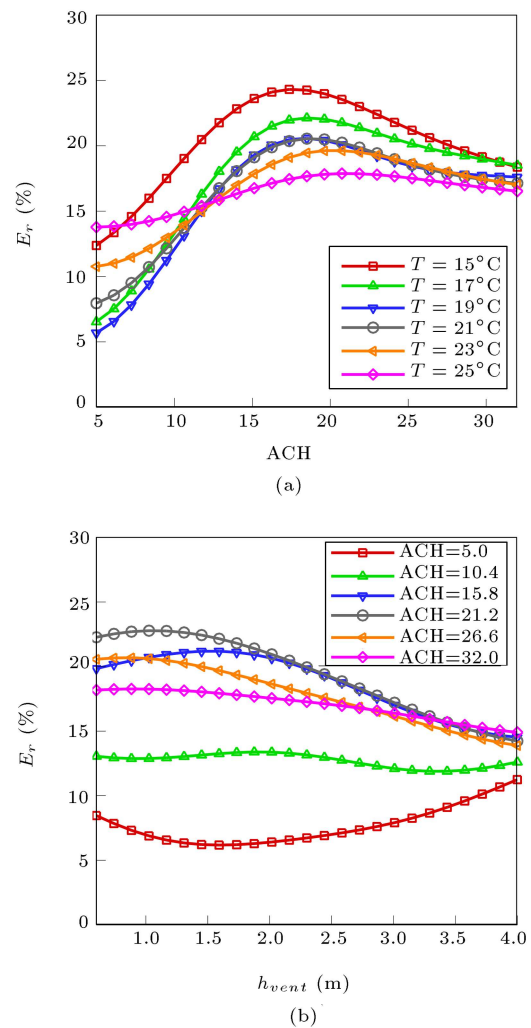 30
25
20
15
10
5
0
E_r (%)
T = 15°C
T = 17°C
T = 19°C
T = 21°C
T = 23°C
T = 25°C
5 10 15 20 25 30
ACH
(a)
30
25
20
15
10
5
0
E_r (%)
ACH=5.0
ACH=10.4
ACH=15.8
ACH=21.2
ACH=26.6
ACH=32.0
1.0 1.5 2.0 2.5 3.0 3.5 4.0
h_vent (m)
(b)